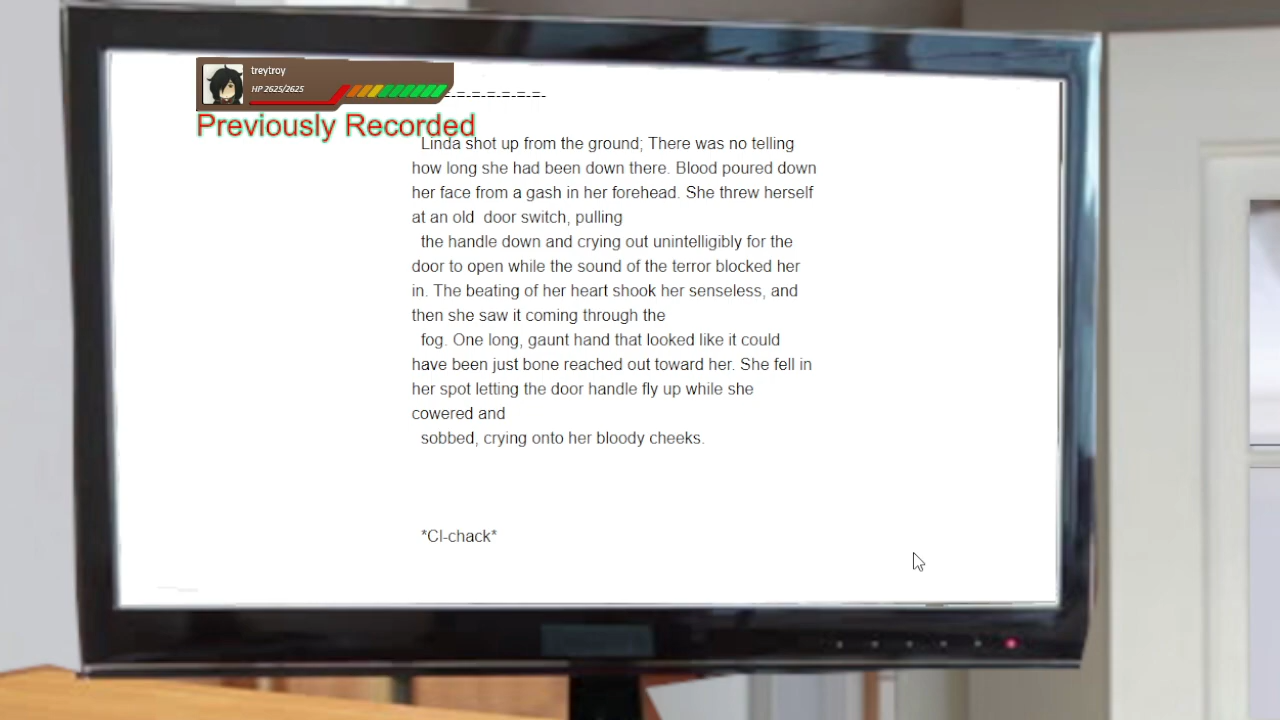 treytroy
HP 2625/2625
-.=.-.=.-.=.-.=.-
Previously Recorded
Linda shot up from the ground; There was no telling
how long she had been down there. Blood poured down
her face from a gash in her forehead. She threw herself
at an old  door switch, pulling
the handle down and crying out unintelligibly for the
door to open while the sound of the terror blocked her
in. The beating of her heart shook her senseless, and
then she saw it coming through the
fog. One long, gaunt hand that looked like it could
have been just bone reached out toward her. She fell in
her spot letting the door handle fly up while she
cowered and
sobbed, crying onto her bloody cheeks.
*Cl-chack*